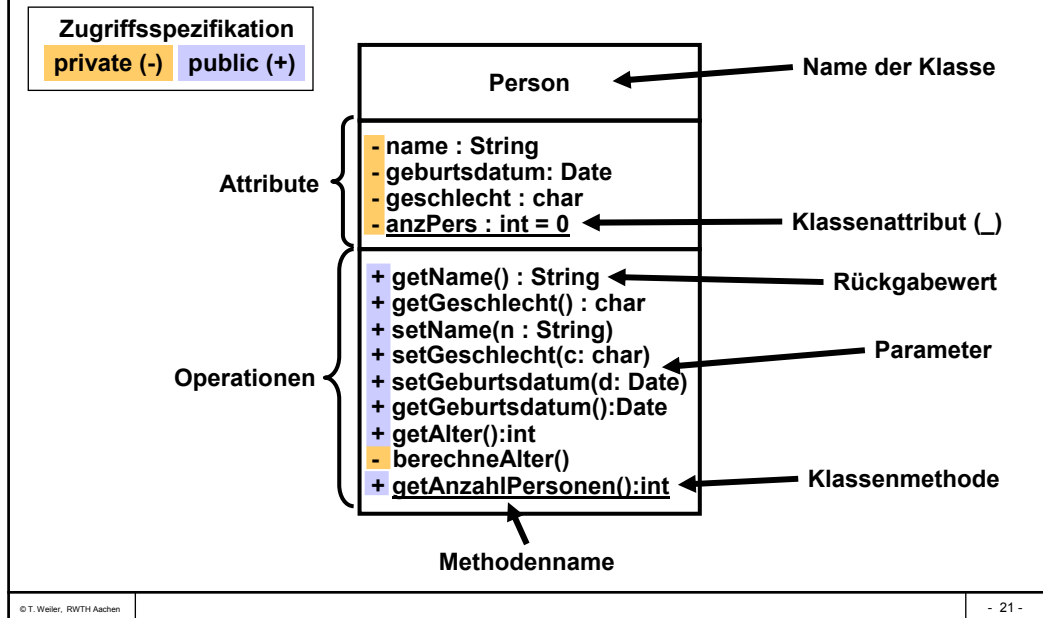 Zugriffsspezifikation
private (-) public (+)
Person
Name der Klasse
Attribute
- name : String
- geburtsdatum: Date
- geschlecht : char
- anzPers : int = 0
Klassenattribut (_)
Operationen
+ getName() : String
Rückgabewert
+ getGeschlecht() : char
+ setName(n : String)
+ setGeschlecht(c: char)
Parameter
+ setGeburtsdatum(d: Date)
+ getGeburtsdatum():Date
+ getAlter():int
- berechneAlter()
+ getAnzahlPersonen():int
Klassenmethode
Methodenname
© T. Weiler, RWTH Aachen
- 21 -